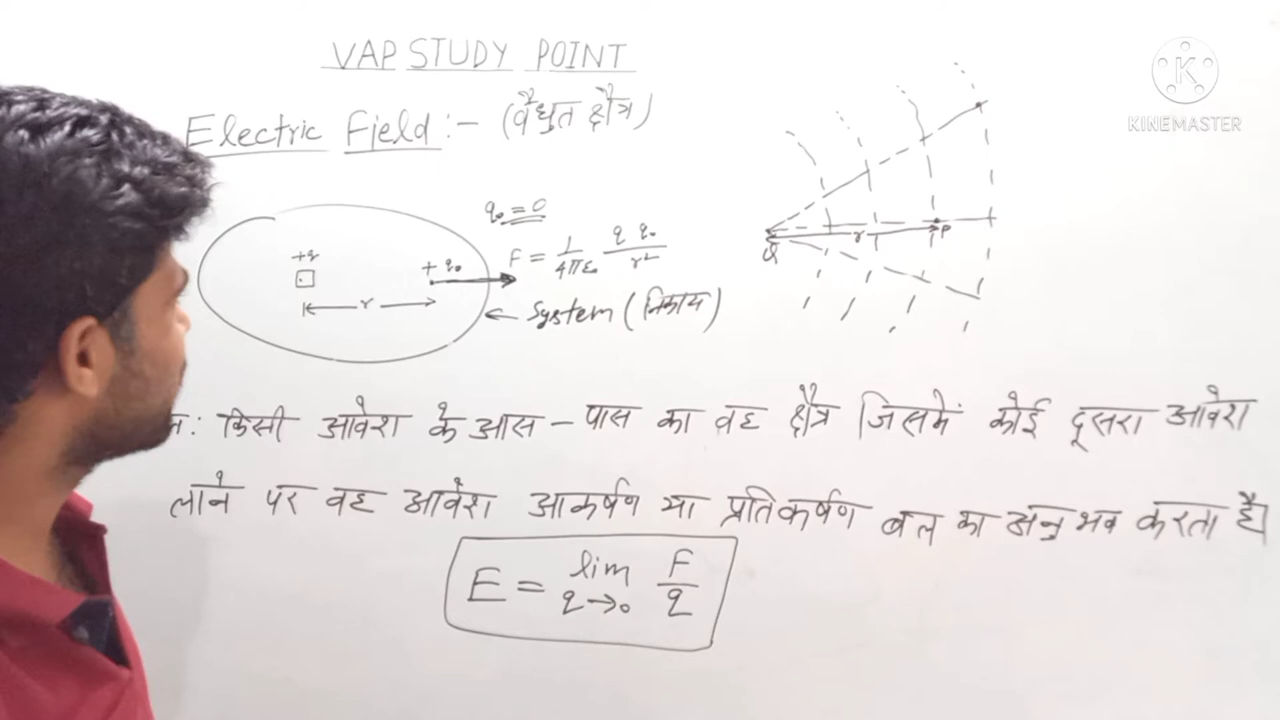 VAP STUDY POINT
Electric Field :- (वैद्युत क्षेत्र)
KINEMASTER
q₀ = 0
F = 1/4πε₀ q q₀/r²
+q
+q₀
r
← System (निकाय)
Q
r
P
किसी आवेश के आस-पास का वह क्षेत्र जिसमें कोई दूसरा आवेश
लाने पर वह आवेश आकर्षण या प्रतिकर्षण बल का अनुभव करता है।
E = lim q→0 F/q